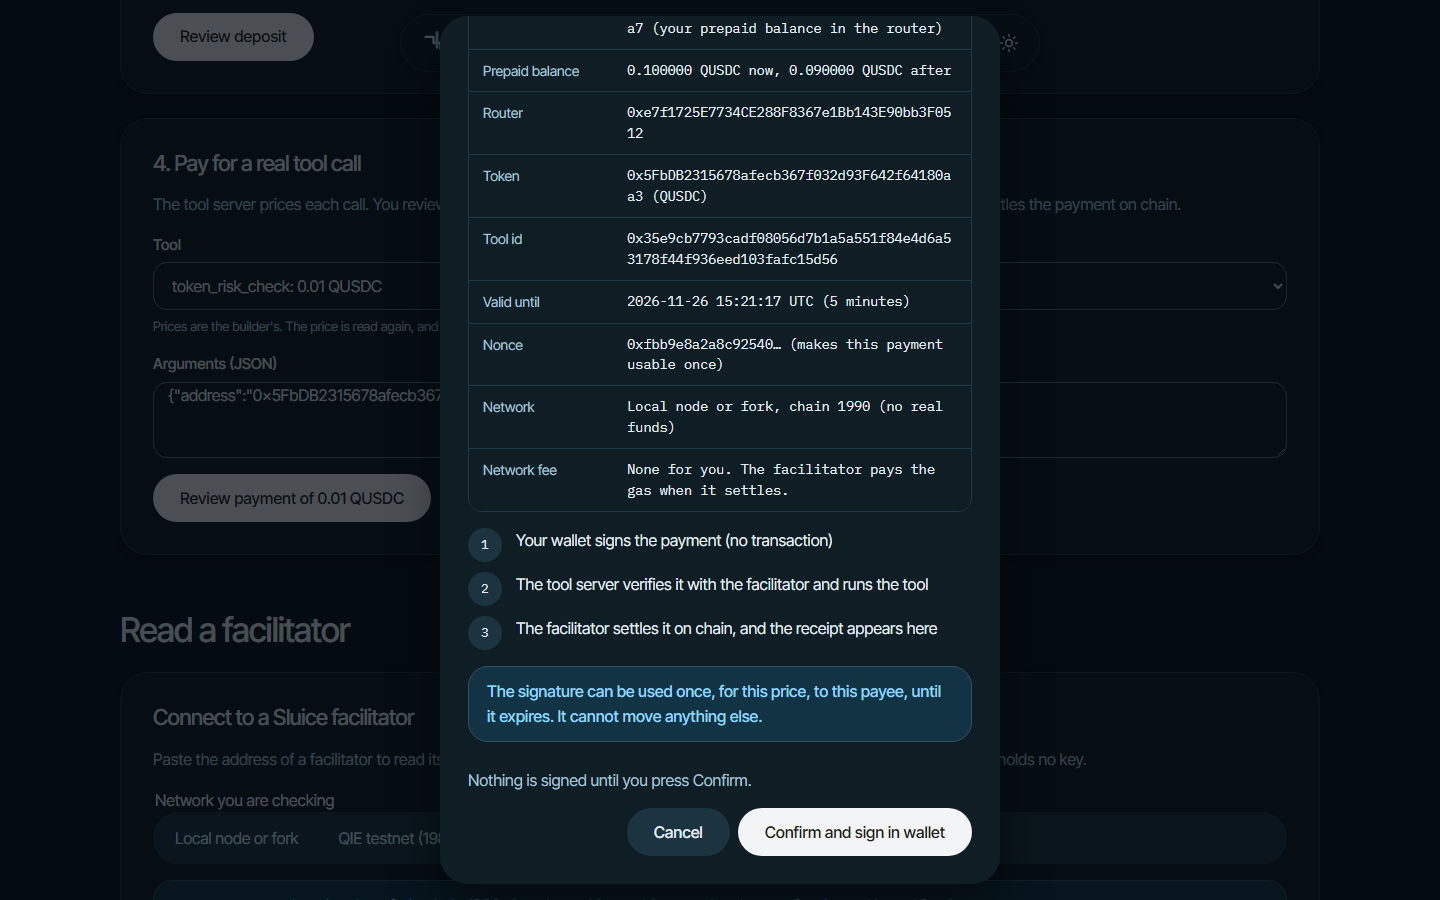 Review deposit
4. Pay for a real tool call
The tool server prices each call. You review
tles the payment on chain.
Tool
token_risk_check: 0.01 QUSDC
Prices are the builder's. The price is read again, and
Arguments (JSON)
{"address":"0x5FbDB2315678afecb367
Review payment of 0.01 QUSDC
Read a facilitator
Connect to a Sluice facilitator
Paste the address of a facilitator to read its
holds no key.
Network you are checking
Local node or fork
QIE testnet (198
a7 (your prepaid balance in the router)
Prepaid balance
0.100000 QUSDC now, 0.090000 QUSDC after
Router
0xe7f1725E7734CE288F8367e1Bb143E90bb3F05
12
Token
0x5FbDB2315678afecb367f032d93F642f64180a
a3 (QUSDC)
Tool id
0x35e9cb7793cadf08056d7b1a5a551f84e4d6a5
3178f44f936eed103fafc15d56
Valid until
2026-11-26 15:21:17 UTC (5 minutes)
Nonce
0xfbb9e8a2a8c92540… (makes this payment
usable once)
Network
Local node or fork, chain 1990 (no real
funds)
Network fee
None for you. The facilitator pays the
gas when it settles.
1 Your wallet signs the payment (no transaction)
2 The tool server verifies it with the facilitator and runs the tool
3 The facilitator settles it on chain, and the receipt appears here
The signature can be used once, for this price, to this payee, until
it expires. It cannot move anything else.
Nothing is signed until you press Confirm.
Cancel
Confirm and sign in wallet